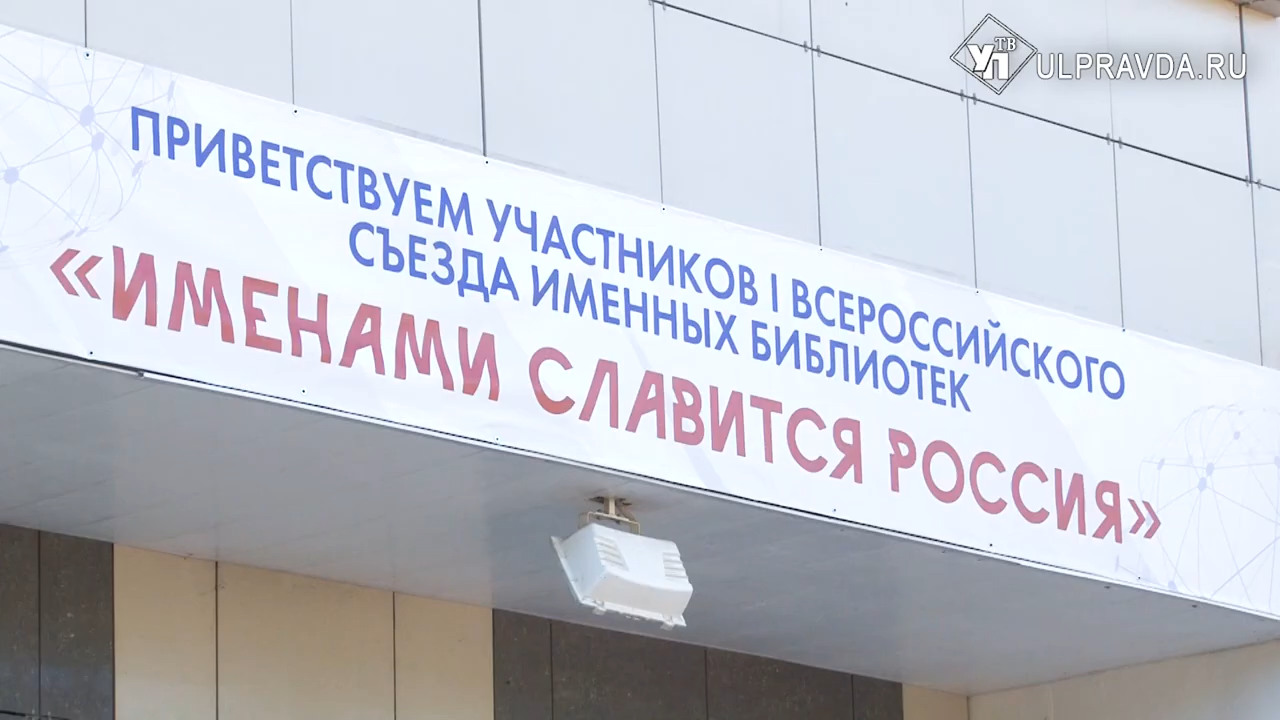 УП ТВ ULPRAVDA.RU
ПРИВЕТСТВУЕМ УЧАСТНИКОВ I ВСЕРОССИЙСКОГО
СЪЕЗДА ИМЕННЫХ БИБЛИОТЕК
«ИМЕНАМИ СЛАВИТСЯ РОССИЯ»